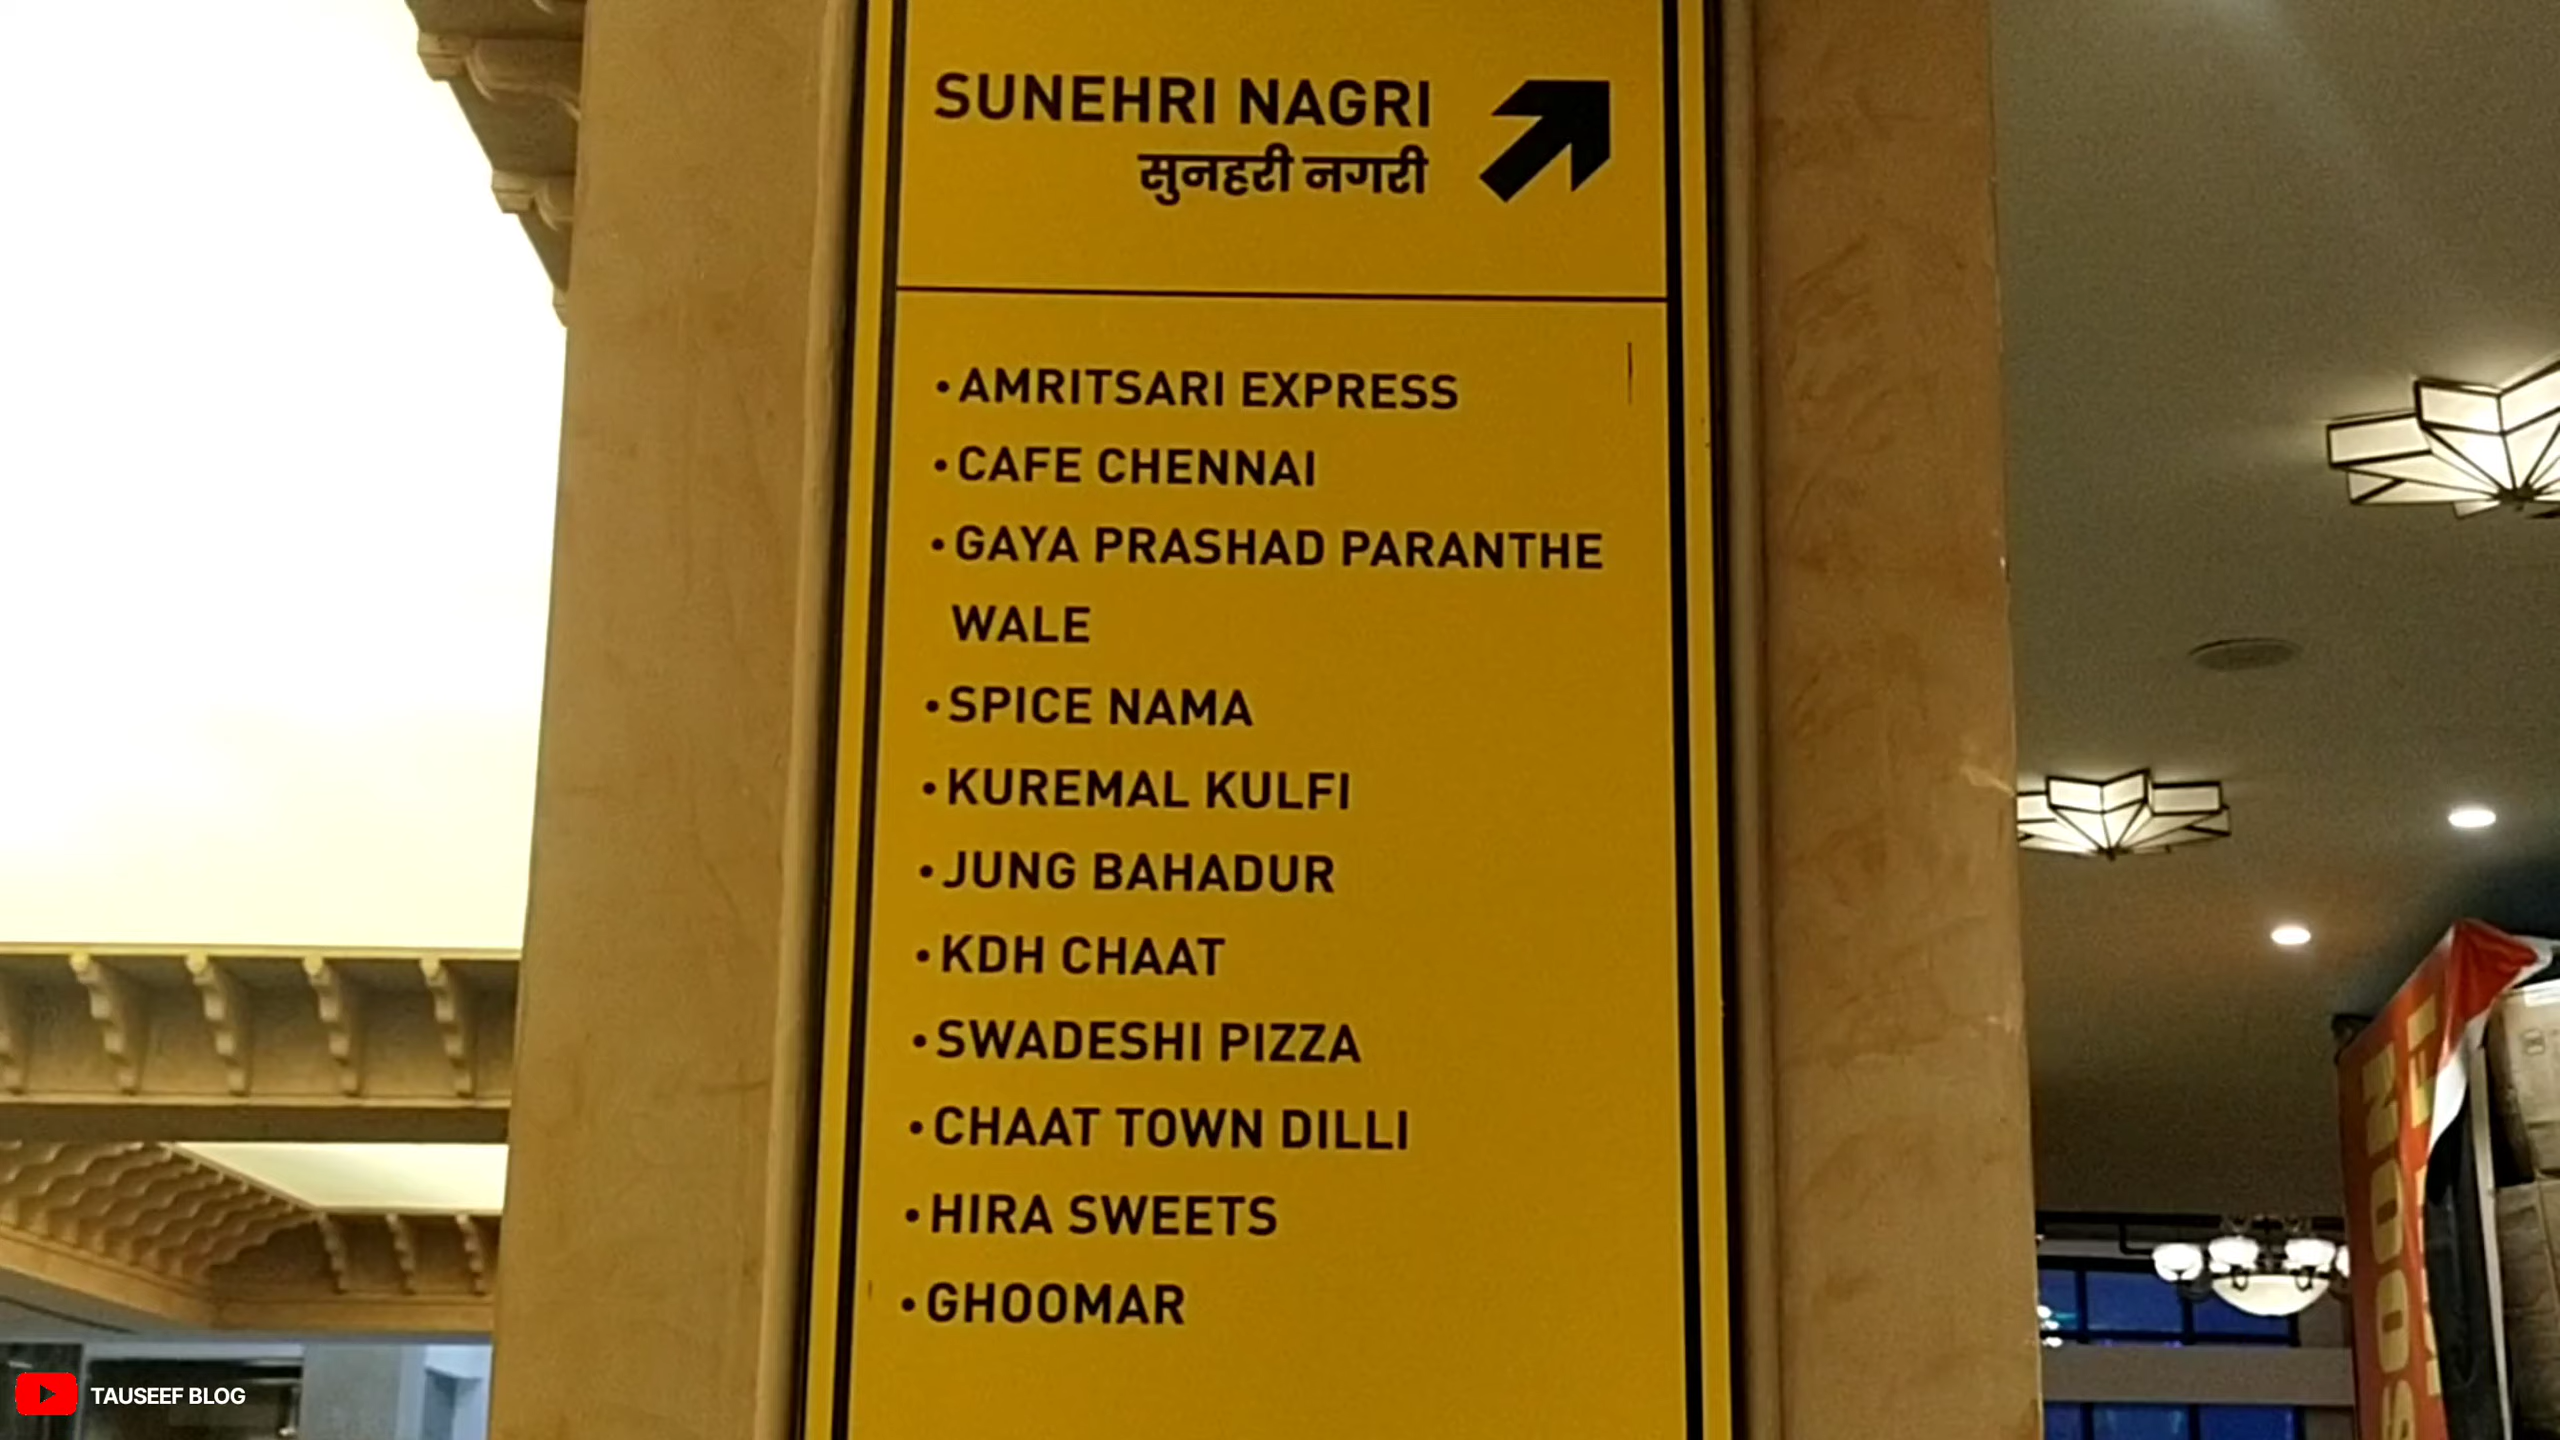 SUNEHRI NAGRI
सुनहरी नगरी
• AMRITSARI EXPRESS
• CAFE CHENNAI
• GAYA PRASHAD PARANTHE
WALE
• SPICE NAMA
• KUREMAL KULFI
• JUNG BAHADUR
• KDH CHAAT
• SWADESHI PIZZA
• CHAAT TOWN DILLI
• HIRA SWEETS
• GHOOMAR
TAUSEEF BLOG